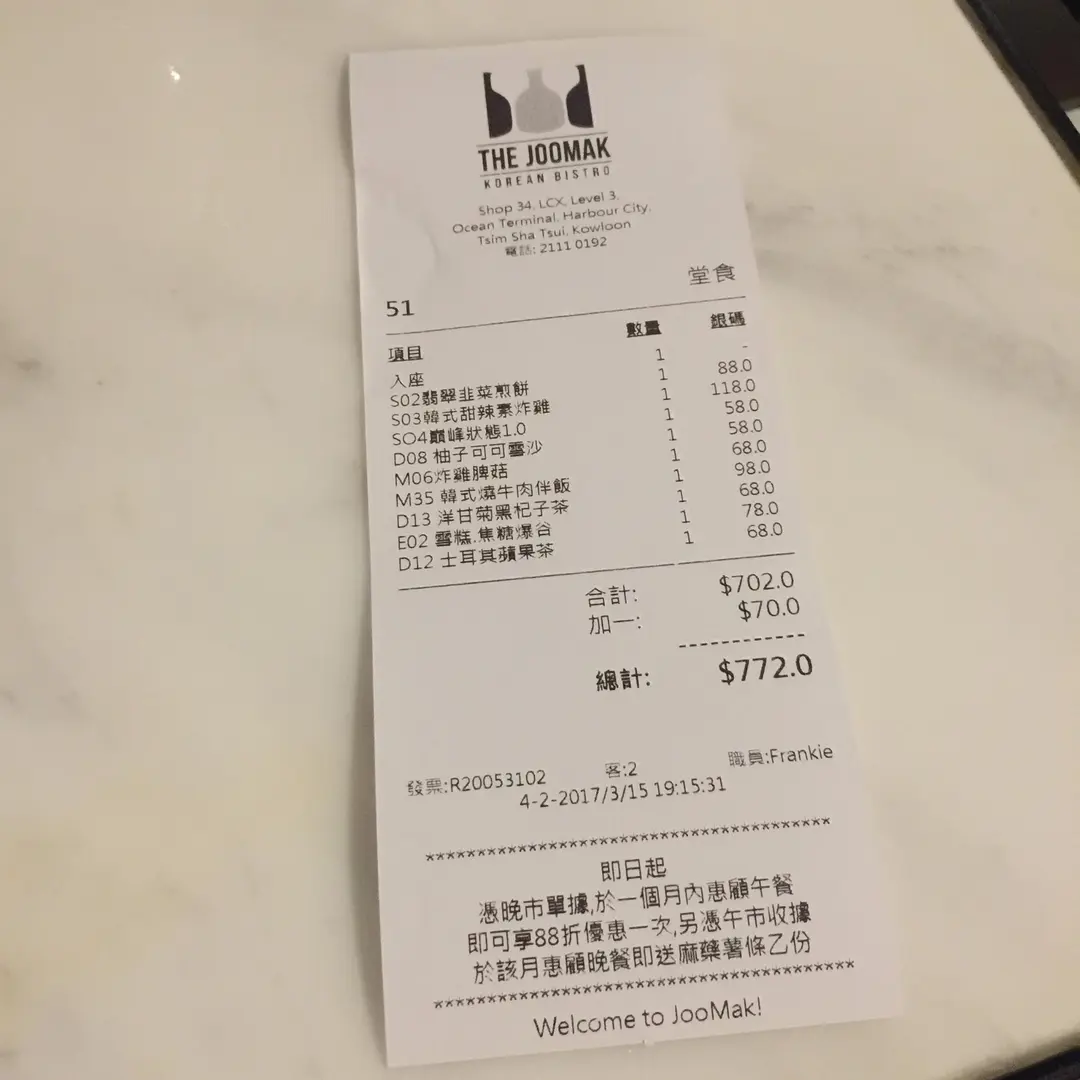 THE JOOMAK
KOREAN BISTRO
Shop 34, LCX, Level 3,
Ocean Terminal, Harbour City,
Tsim Sha Tsui, Kowloon
電話: 2111 0192
堂食
51
項目 數量 銀碼
入座 1 -
S02翡翠韭菜煎餅 1 88.0
S03韓式甜辣素炸雞 1 118.0
SO4巔峰狀態1.0 1 58.0
D08 柚子可可雪沙 1 58.0
M06炸雞脾菇 1 68.0
M35 韓式燒牛肉伴飯 1 98.0
D13 洋甘菊黑杞子茶 1 68.0
E02 雪糕.焦糖爆谷 1 78.0
D12 士耳其蘋果茶 1 68.0
合計: $702.0
加一: $70.0
------------
總計: $772.0
發票:R20053102 客:2 職員:Frankie
4-2-2017/3/15 19:15:31
****************************************
即日起
憑晚市單據,於一個月內惠顧午餐
即可享88折優惠一次,另憑午市收據
於該月惠顧晚餐即送麻藥薯條乙份
****************************************
Welcome to JooMak!